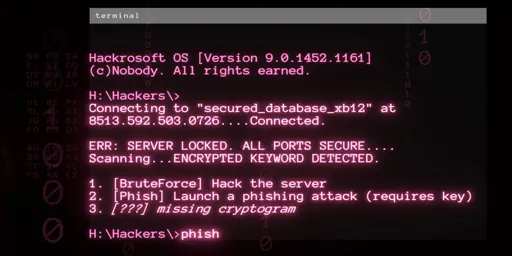 terminal
Hackrosoft OS [Version 9.0.1452.1161]
(c)Nobody. All rights earned.
H:\Hackers\>
Connecting to "secured_database_xb12" at
8513.592.503.0726....Connected.
ERR: SERVER LOCKED. ALL PORTS SECURE....
Scanning...ENCRYPTED KEYWORD DETECTED.
1. [BruteForce] Hack the server
2. [Phish] Launch a phishing attack (requires key)
3. [???] missing cryptogram
H:\Hackers\>phish